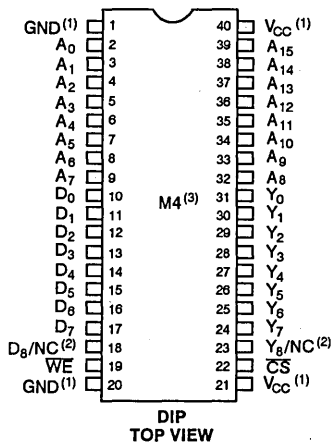 GND(1) 1 40 VCC (1)
A0 2 39 A15
A1 3 38 A14
A2 4 37 A13
A3 5 36 A12
A4 6 35 A11
A5 7 34 A10
A6 8 33 A9
A7 9 32 A8
D0 10 M4(3) 31 Y0
D1 11 30 Y1
D2 12 29 Y2
D3 13 28 Y3
D4 14 27 Y4
D5 15 26 Y5
D6 16 25 Y6
D7 17 24 Y7
D8/NC(2) 18 23 Y8/NC(2)
W̅E̅ 19 22 C̅S̅
GND(1) 20 21 VCC (1)
DIP
TOP VIEW